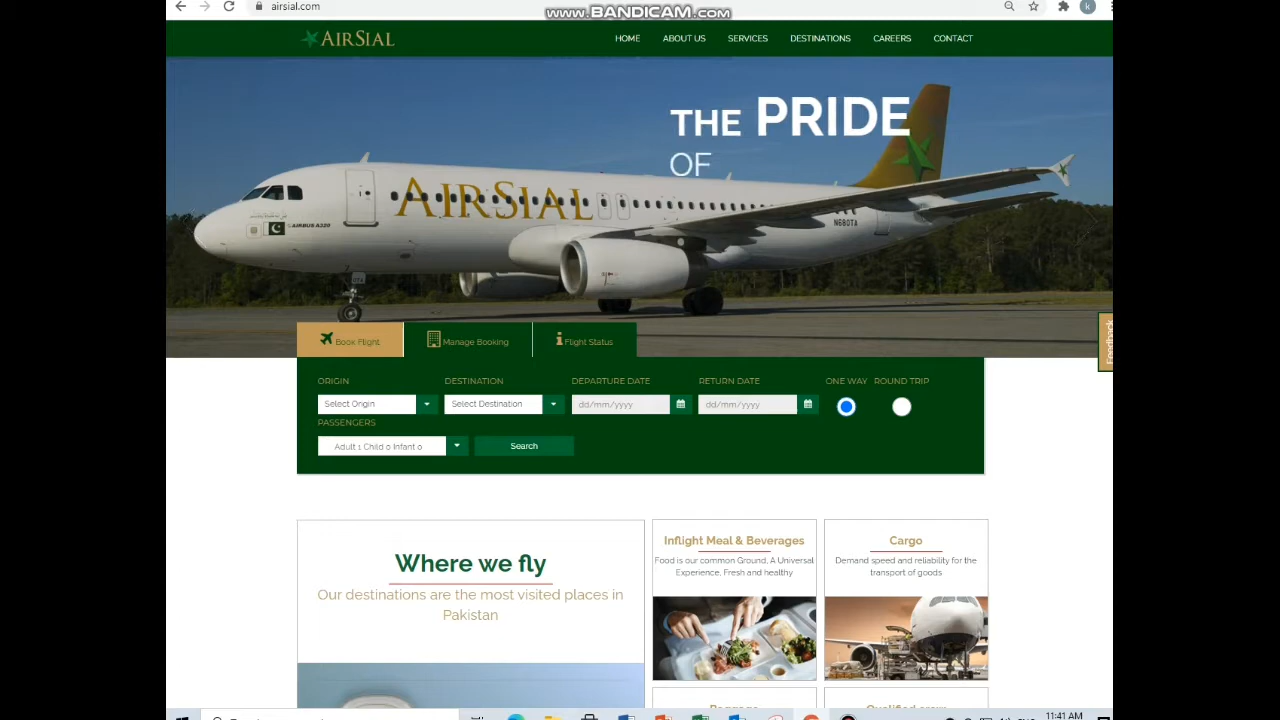 www.BANDICAM.com
airsial.com
k
AIRSIAL
HOME
ABOUT US
SERVICES
DESTINATIONS
CAREERS
CONTACT
THE PRIDE
OF
AIRSIAL
AIRBUS A320
N680TA
Feedback
Book Flight
Manage Booking
Flight Status
ORIGIN
DESTINATION
DEPARTURE DATE
RETURN DATE
ONE WAY
ROUND TRIP
Select Origin
Select Destination
dd/mm/yyyy
dd/mm/yyyy
PASSENGERS
Adult 1 Child 0 Infant 0
Search
Where we fly
Our destinations are the most visited places in
Pakistan
Inflight Meal & Beverages
Food is our common Ground, A Universal
Experience, Fresh and healthy
Cargo
Demand speed and reliability for the
transport of goods
11:41 AM